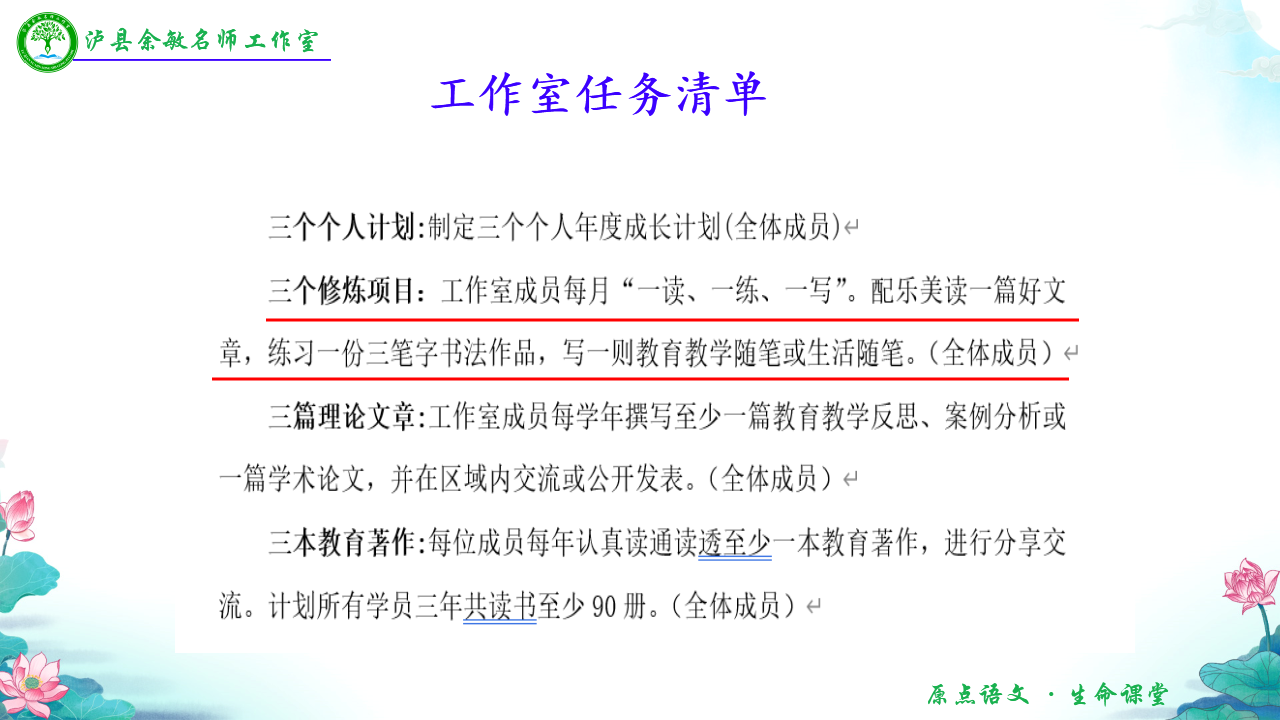 泸县余敏名师工作室
工作室任务清单
三个个人计划:制定三个个人年度成长计划(全体成员)↵
三个修炼项目：工作室成员每月“一读、一练、一写”。配乐美读一篇好文
章，练习一份三笔字书法作品，写一则教育教学随笔或生活随笔。（全体成员）↵
三篇理论文章:工作室成员每学年撰写至少一篇教育教学反思、案例分析或
一篇学术论文，并在区域内交流或公开发表。（全体成员）↵
三本教育著作:每位成员每年认真读通读透至少一本教育著作，进行分享交
流。计划所有学员三年共读书至少 90 册。（全体成员）↵
原点语文 · 生命课堂